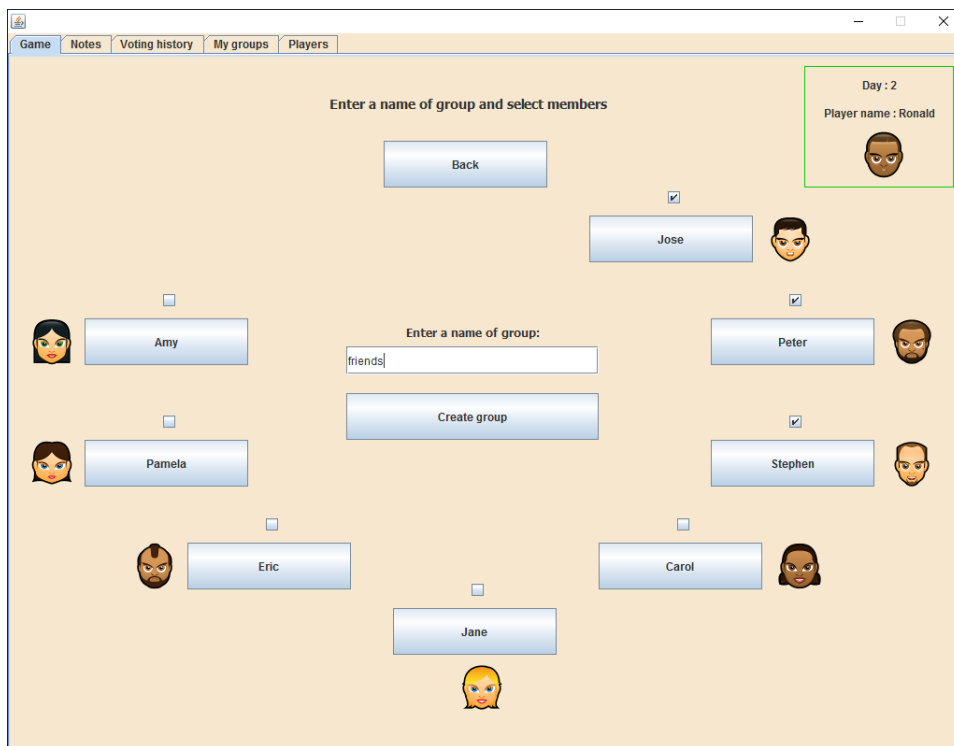 Game Notes Voting history My groups Players
Day : 2
Enter a name of group and select members
Player name : Ronald
Back
Jose
Amy
Enter a name of group:
Peter
friends
Create group
Pamela
Stephen
Eric
Carol
Jane